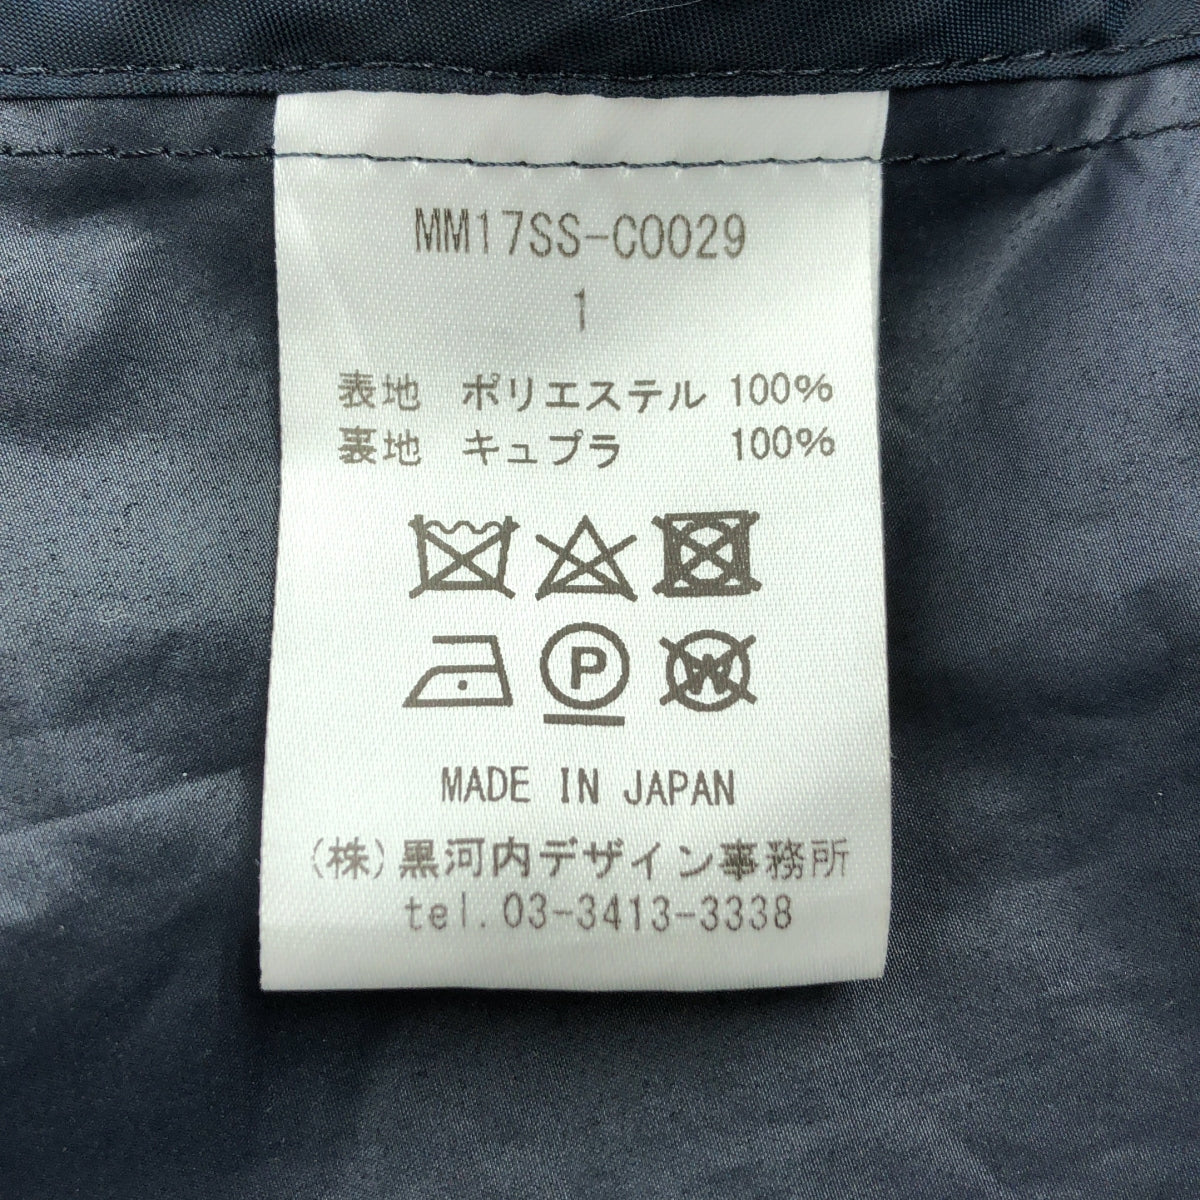 MM17SS-C0029
1
表地 ポリエステル 100%
裏地 キュプラ 100%
P W
MADE IN JAPAN
(株)黒河内デザイン事務所
tel.03-3413-3338